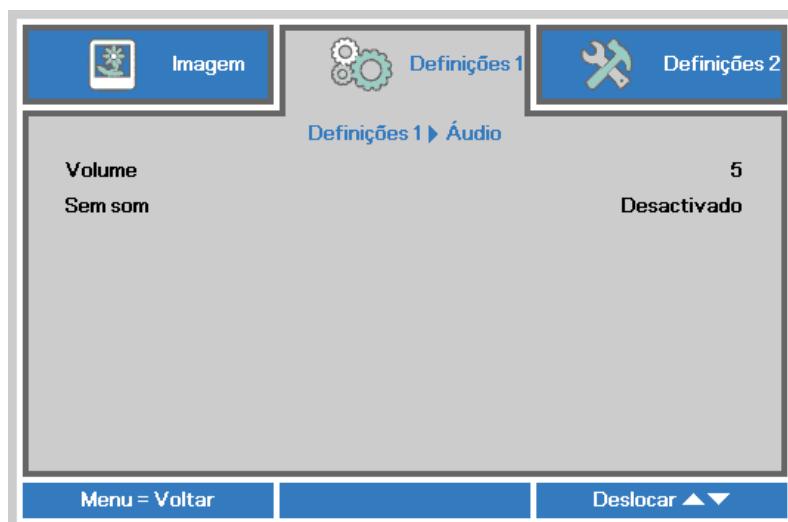 Imagem
Definições 1
Definições 2
Definições 1 ▶ Áudio
Volume 5
Sem som Desactivado
Menu = Voltar
Deslocar ▲▼